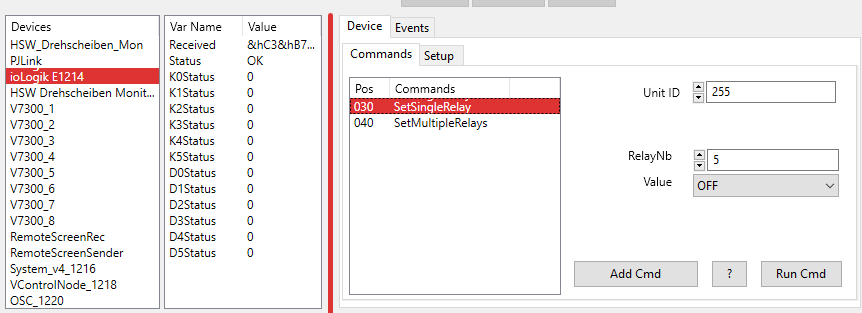 Devices
HSW_Drehscheiben_Mon
PJLink
ioLogik E1214
HSW Drehscheiben Monit...
V7300_1
V7300_2
V7300_3
V7300_4
V7300_5
V7300_6
V7300_7
V7300_8
RemoteScreenRec
RemoteScreenSender
System_v4_1216
VControlNode_1218
OSC_1220
Var Name Value
Received &hC3&hB7...
Status OK
K0Status 0
K1Status 0
K2Status 0
K3Status 0
K4Status 0
K5Status 0
D0Status 0
D1Status 0
D2Status 0
D3Status 0
D4Status 0
D5Status 0
Device Events
Commands Setup
Pos Commands
030 SetSingleRelay
040 SetMultipleRelays
Unit ID 255
RelayNb 5
Value OFF
Add Cmd ? Run Cmd